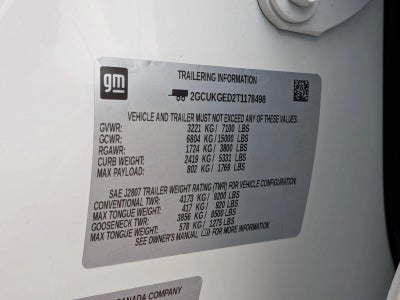 gm
TRAILERING INFORMATION
2GCUKGED2T1178498
VEHICLE AND TRAILER MUST NOT EXCEED ANY OF THESE VALUES:
GVWR: 3221 KG / 7100 LBS
GCWR: 6804 KG / 15000 LBS
RGAWR: 1724 KG / 3800 LBS
CURB WEIGHT: 2419 KG / 5331 LBS
MAX PAYLOAD: 802 KG / 1769 LBS
SAE J2807 TRAILER WEIGHT RATING (TWR) FOR VEHICLE CONFIGURATION:
CONVENTIONAL TWR: 4173 KG / 9200 LBS
MAX TONGUE WEIGHT: 417 KG / 920 LBS
GOOSENECK TWR: 3856 KG / 8500 LBS
MAX TONGUE WEIGHT: 578 KG / 1275 LBS
SEE OWNER'S MANUAL FOR MORE INFORMATION
CANADA COMPANY